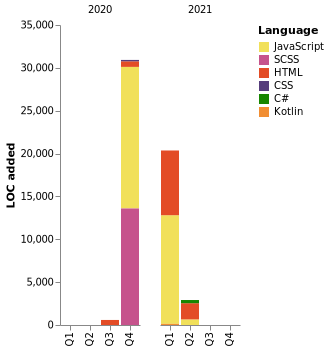 2020
2021
LOC added
35,000
30,000
25,000
20,000
15,000
10,000
5,000
0
Q1
Q2
Q3
Q4
Q1
Q2
Q3
Q4
Language
JavaScript
SCSS
HTML
CSS
C#
Kotlin